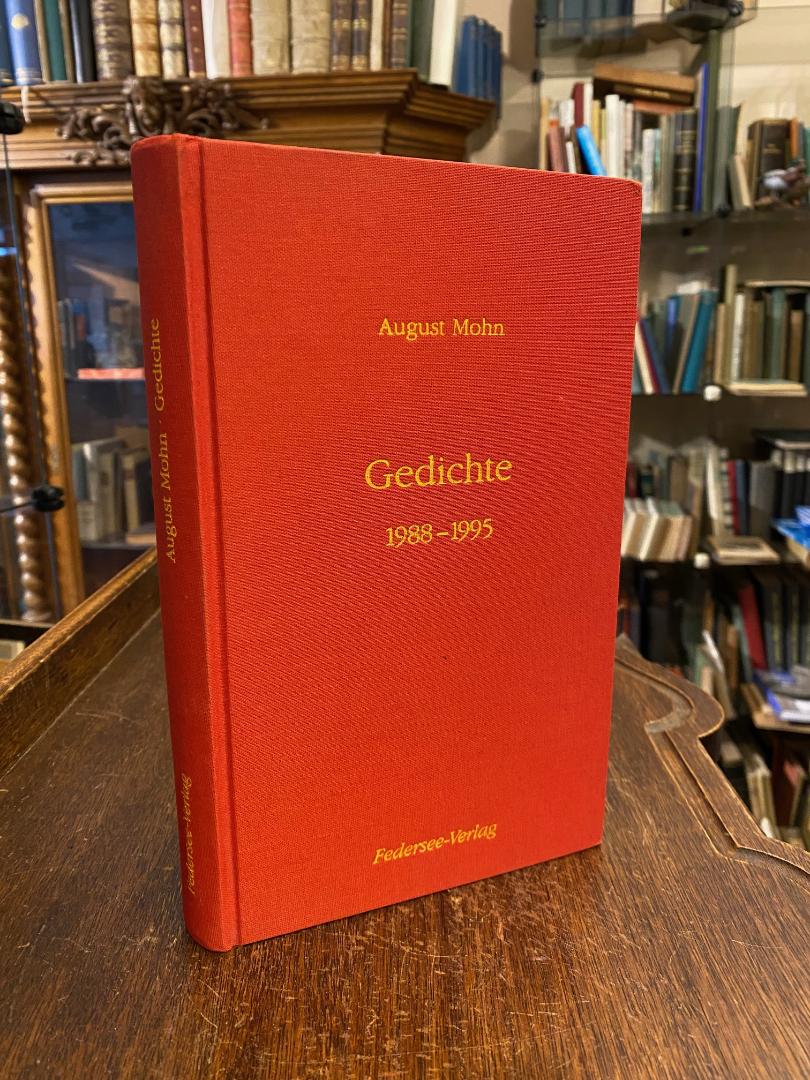 August Mohn
Gedichte
1988–1995
Federsee-Verlag
August Mohn · Gedichte
Federsee-Verlag